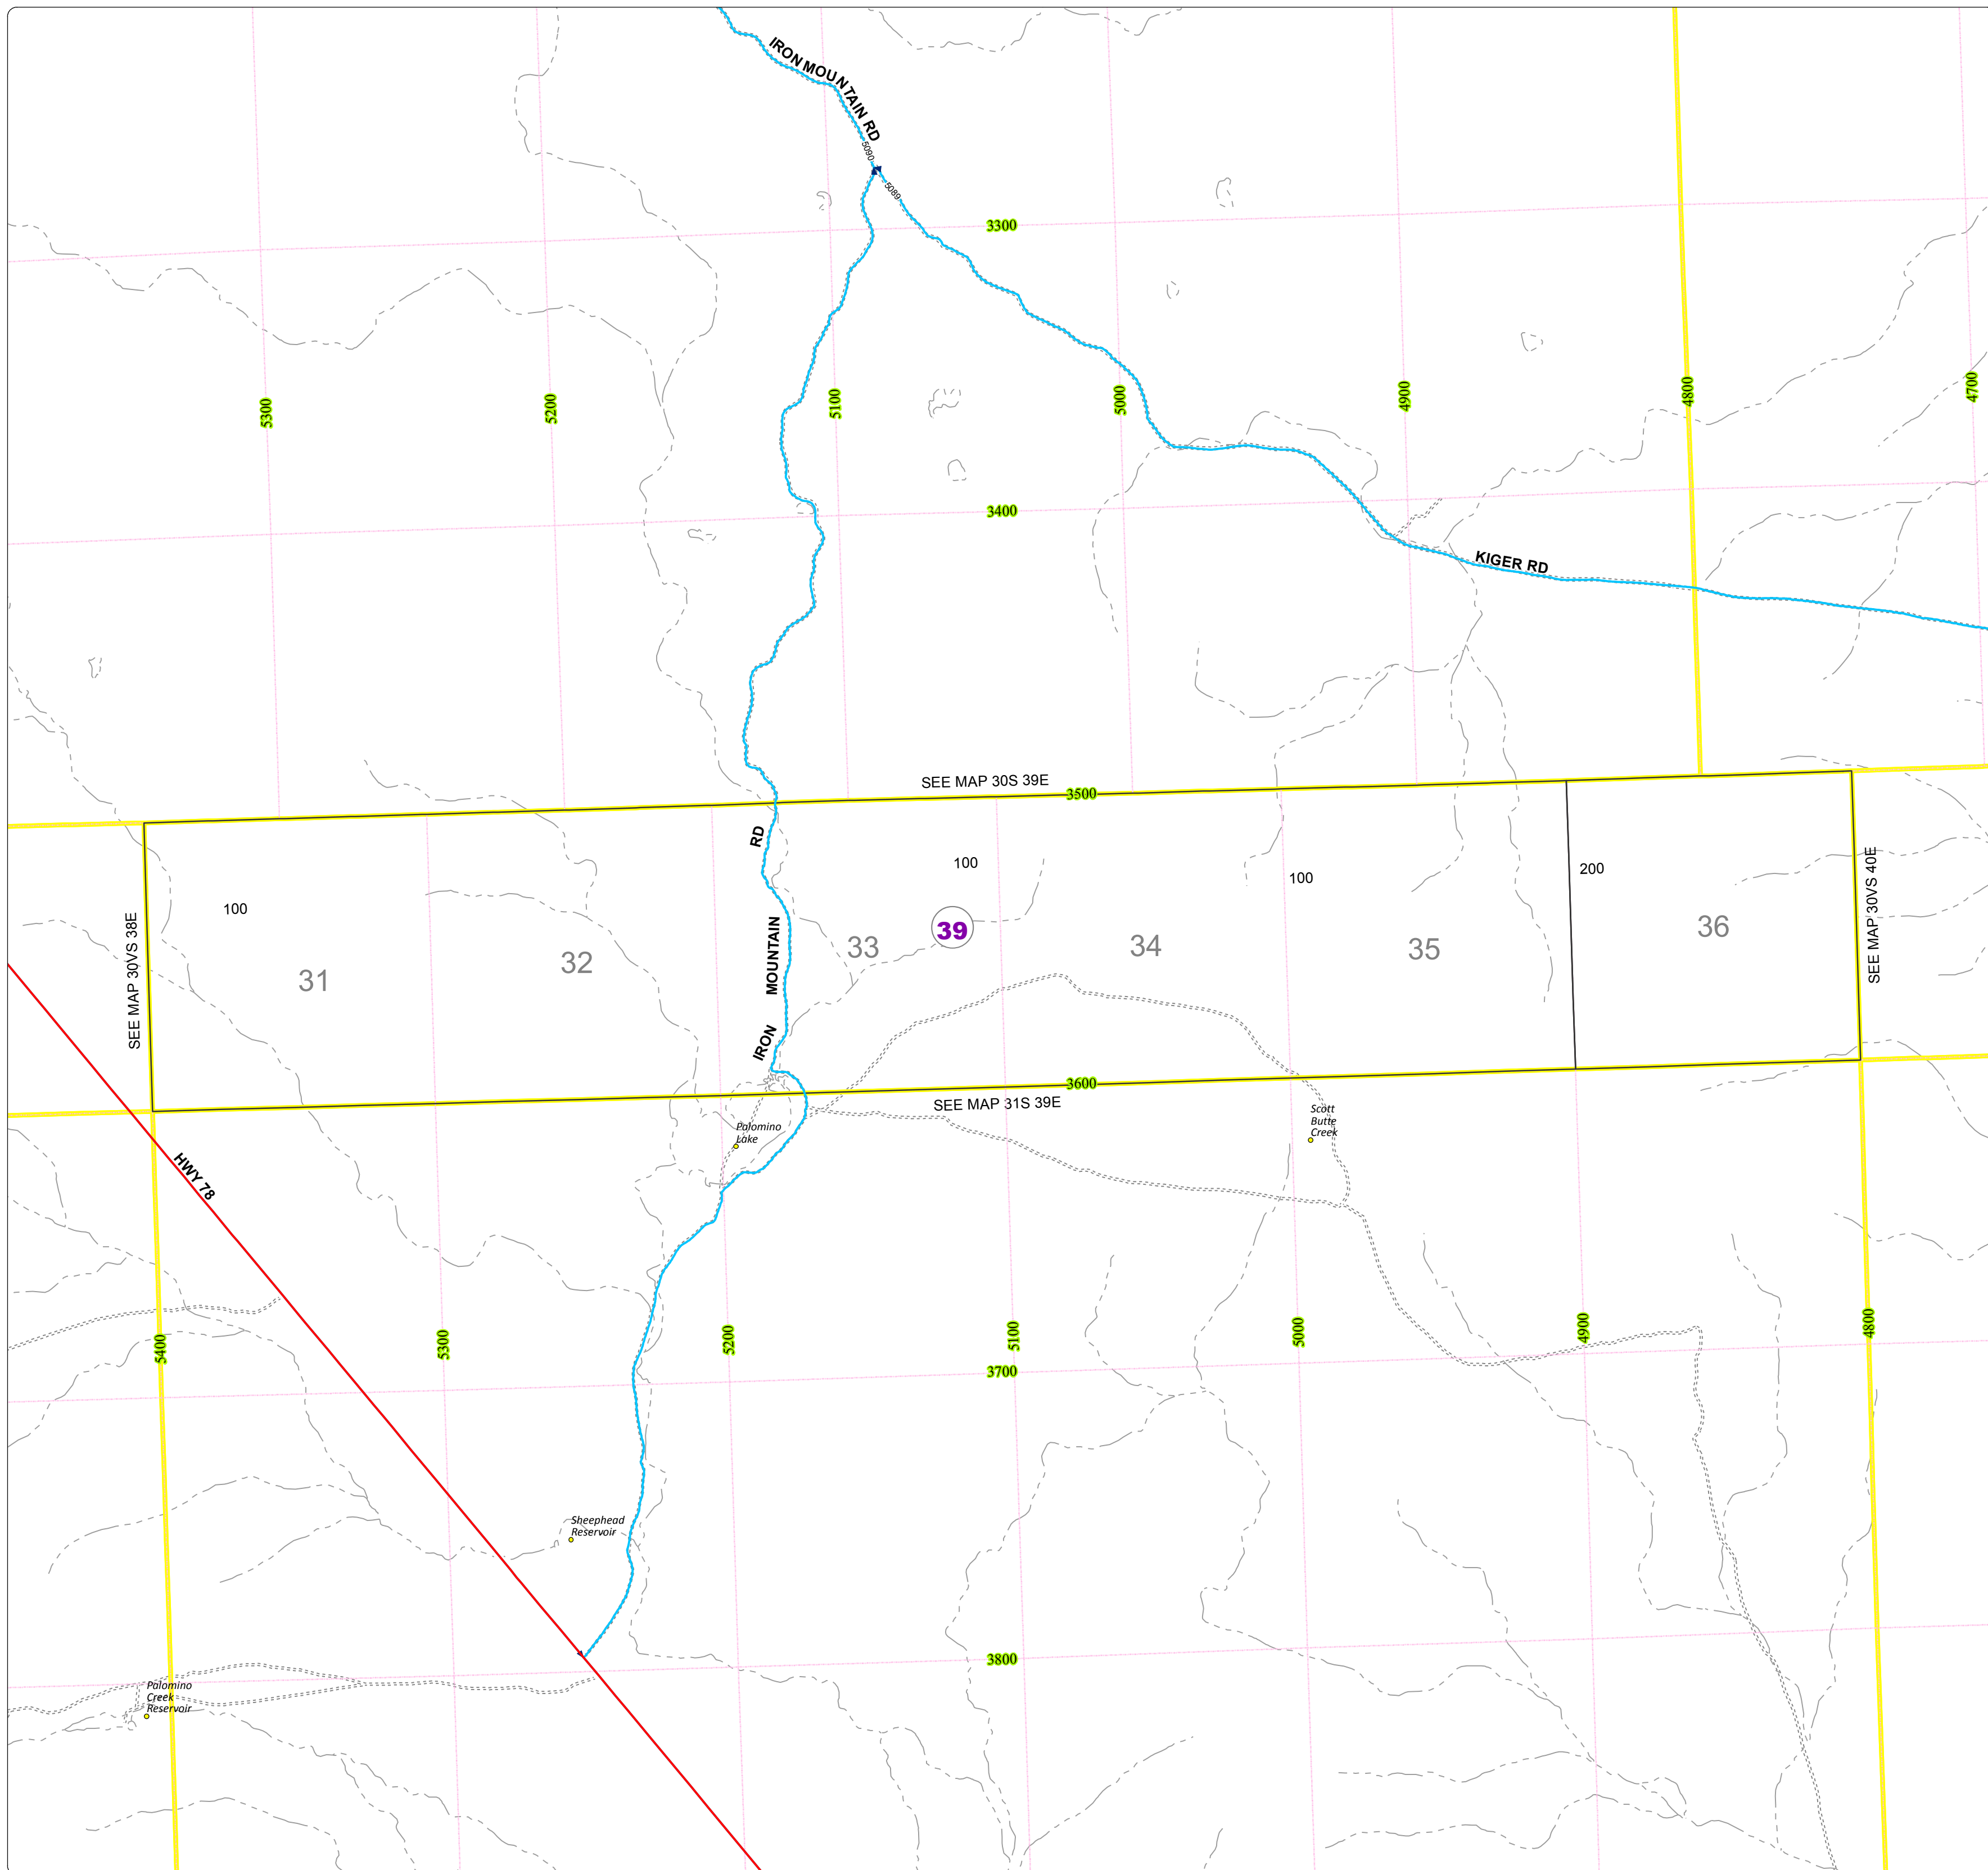 IRON MOUNTAIN RD
5090
5089
3300
5300
5200
5100
5000
4900
4800
4700
3400
KIGER RD
SEE MAP 30S 39E
3500
RD
100
100
100
200
SEE MAP 30VS 38E
SEE MAP 30VS 40E
39
31
32
33
34
35
36
MOUNTAIN
IRON
3600
SEE MAP 31S 39E
Palomino
Lake
Scott
Butte
Creek
HWY 78
5400
5300
5200
5100
5000
4900
4800
3700
Sheephead
Reservoir
3800
Palomino
Creek
Reservoir